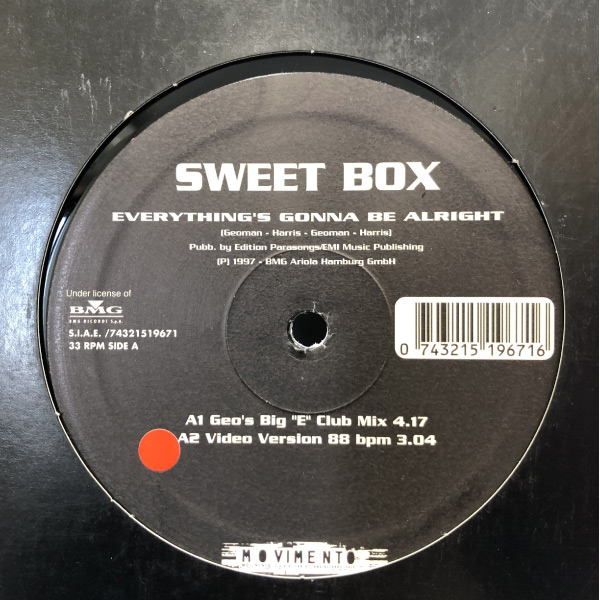 SWEET BOX
EVERYTHING'S GONNA BE ALRIGHT
(Geoman - Harris - Geoman - Harris)
Pubb. by Edition Parasongs/EMI Music Publishing
(P) 1997 - BMG Ariola Hamburg GmbH
Under license of
BMG
BMG RECORDS S.p.A.
S.I.A.E. /74321519671
33 RPM SIDE A
0 743215 196716
A1 Geo's Big "E" Club Mix 4.17
A2 Video Version 88 bpm 3.04
MOVIMENTO